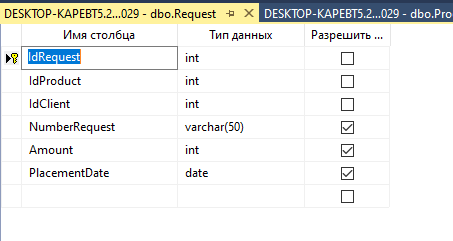 DESKTOP-KAPEBT5.2...029 - dbo.Request
DESKTOP-KAPEBT5.2...029 - dbo.Pro
Имя столбца Тип данных Разрешить ...
IdRequest int
IdProduct int
IdClient int
NumberRequest varchar(50)
Amount int
PlacementDate date